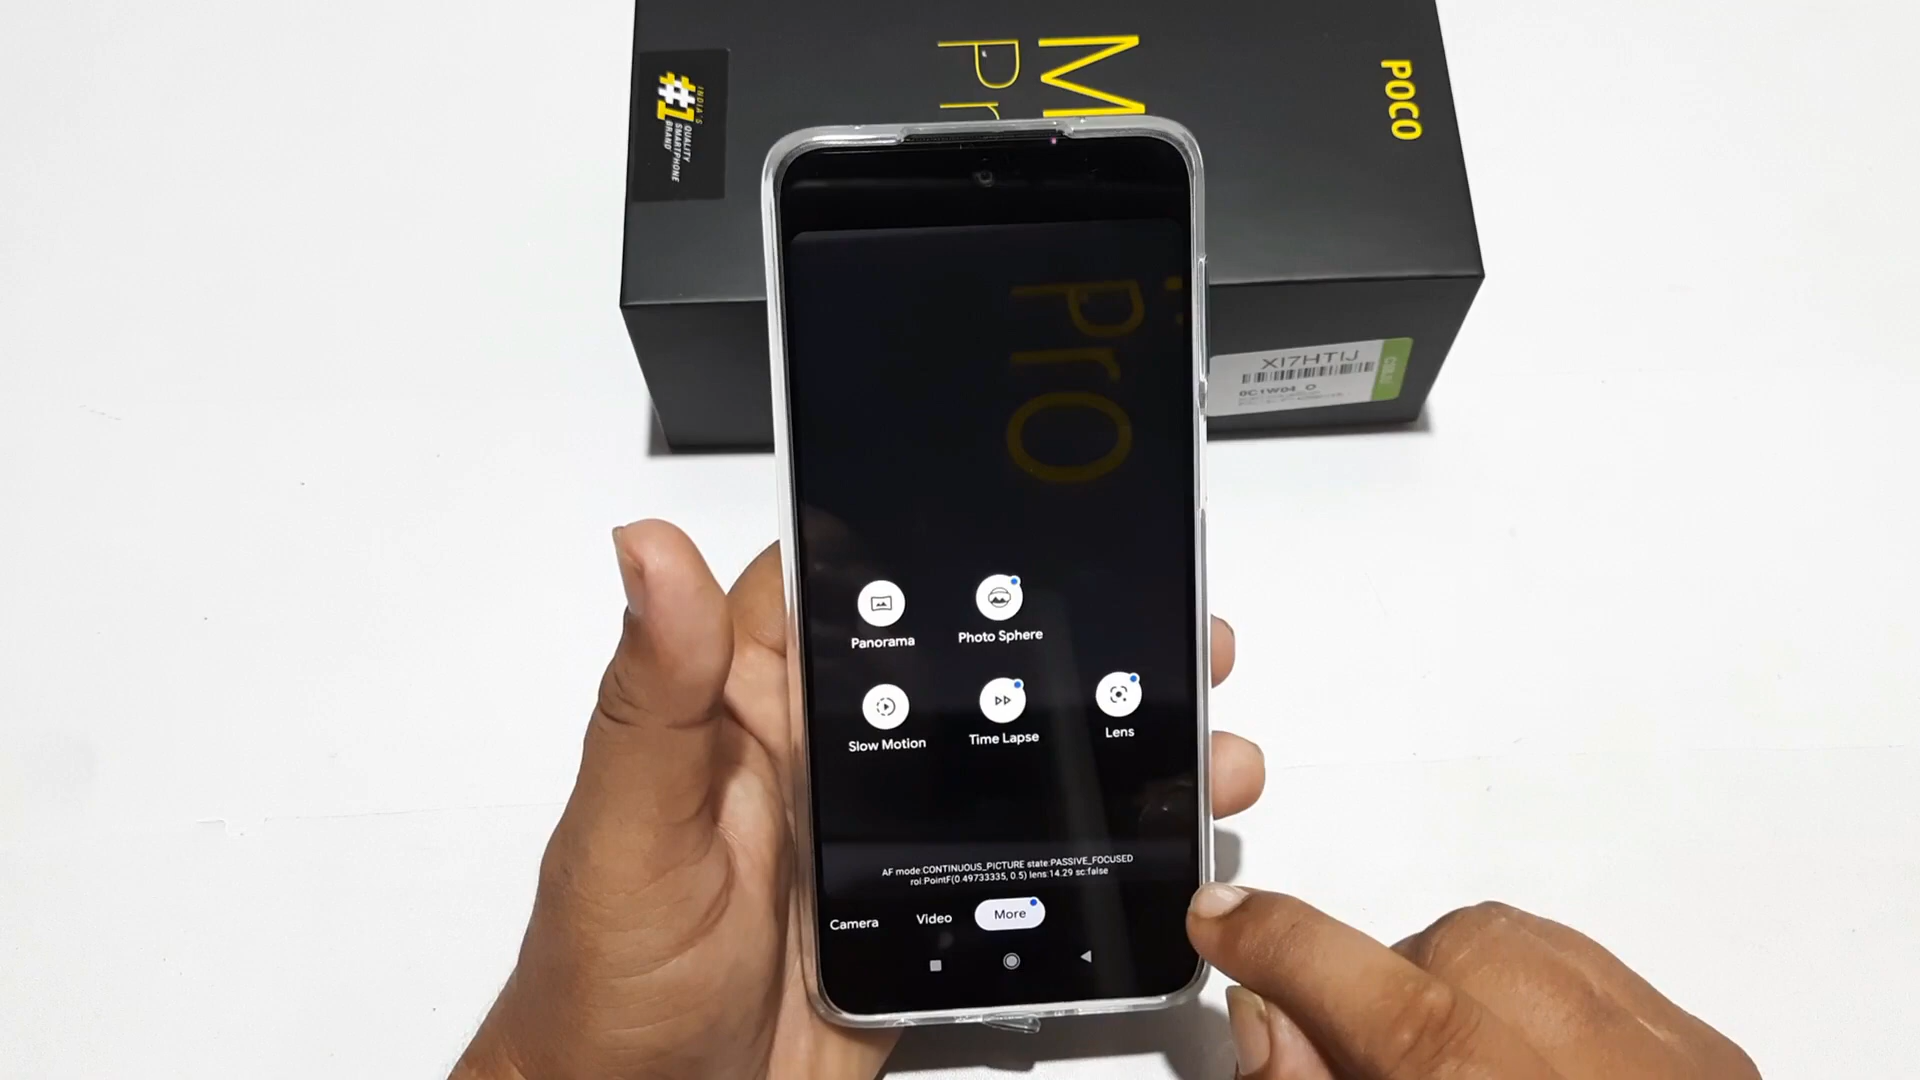 M
Pr
POCO
#1
INDIA'S
QUALITY
SMARTPHONE
BRAND
XI7HTIJ
0C1W04_O
Pro
Panorama
Photo Sphere
Slow Motion
Time Lapse
Lens
AF mode:CONTINUOUS_PICTURE state:PASSIVE_FOCUSED
roi:PointF(0.49733335, 0.5) lens:14.29 sc:false
Camera
Video
More